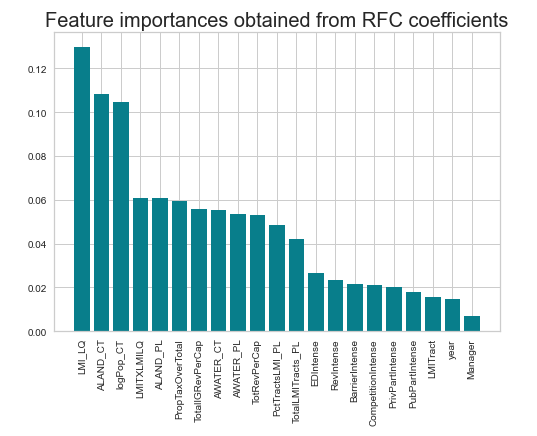 Feature importances obtained from RFC coefficients
0.12
0.10
0.08
0.06
0.04
0.02
0.00
LMI_LQ
ALAND_CT
logPop_CT
LMITXLMILQ
ALAND_PL
PropTaxOverTotal
TotalIGRevPerCap
AWATER_CT
AWATER_PL
TotRevPerCap
PctTractsLMI_PL
TotalLMITracts_PL
EDIntense
RevIntense
BarrierIntense
CompetitionIntense
PrivPartIntense
PubPartIntense
LMITract
year
Manager